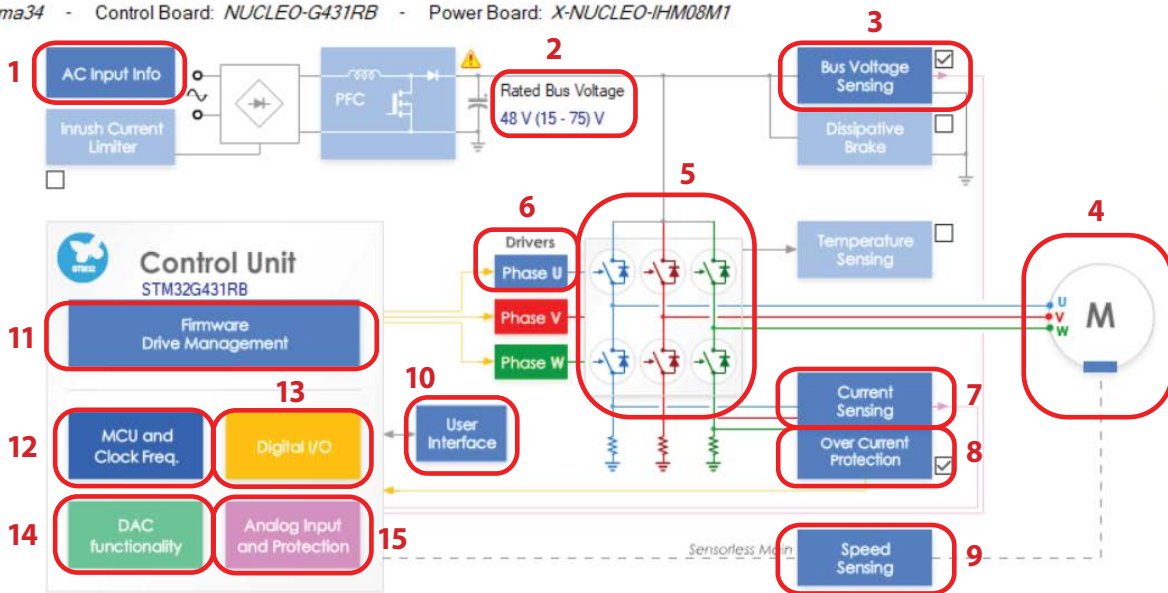 ma34 - Control Board: NUCLEO-G431RB - Power Board: X-NUCLEO-IHM08M1
1
AC Input Info
Inrush Current
Limiter
PFC
2
Rated Bus Voltage
48 V (15 - 75) V
3
Bus Voltage
Sensing
Dissipative
Brake
5
6
Drivers
Phase U
Phase V
Phase W
Temperature
Sensing
4
U
V
W
M
STM32
Control Unit
STM32G431RB
11
Firmware
Drive Management
10
User
Interface
12
MCU and
Clock Freq.
13
Digital I/O
14
DAC
functionality
Analog Input
and Protection
15
Current
Sensing
7
Over Current
Protection
8
Sensorless Main
Speed
Sensing
9